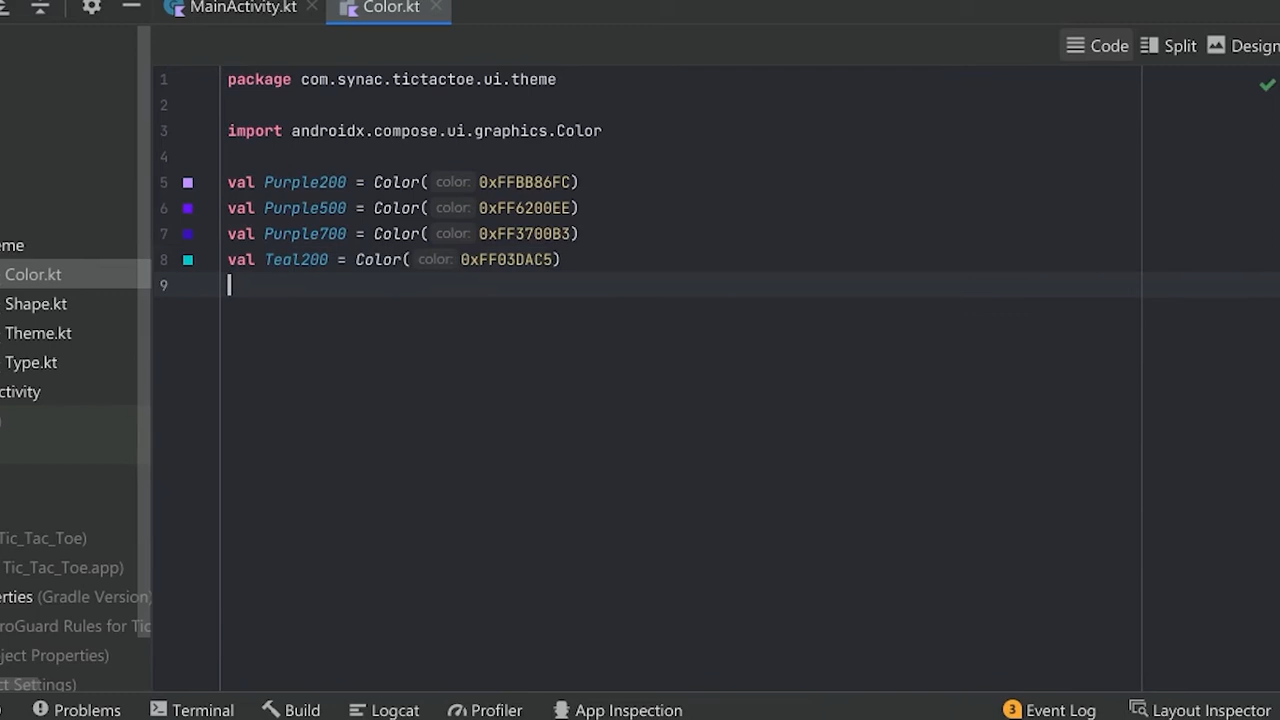 MainActivity.kt
Color.kt
Code
Split
Design
1 package com.synac.tictactoe.ui.theme
2
3 import androidx.compose.ui.graphics.Color
4
5 val Purple200 = Color( color: 0xFFBB86FC)
6 val Purple500 = Color( color: 0xFF6200EE)
7 val Purple700 = Color( color: 0xFF3700B3)
8 val Teal200 = Color( color: 0xFF03DAC5)
9
eme
Color.kt
Shape.kt
Theme.kt
Type.kt
ctivity
)
Tic_Tac_Toe)
Tic_Tac_Toe.app)
erties (Gradle Version)
roGuard Rules for Tic
ject Properties)
ct Settings)
Problems
Terminal
Build
Logcat
Profiler
App Inspection
3 Event Log
Layout Inspector